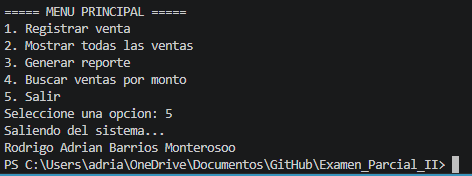 ===== MENU PRINCIPAL =====
1. Registrar venta
2. Mostrar todas las ventas
3. Generar reporte
4. Buscar ventas por monto
5. Salir
Seleccione una opcion: 5
Saliendo del sistema...
Rodrigo Adrian Barrios Monterosoo
PS C:\Users\adria\OneDrive\Documentos\GitHub\Examen_Parcial_II>